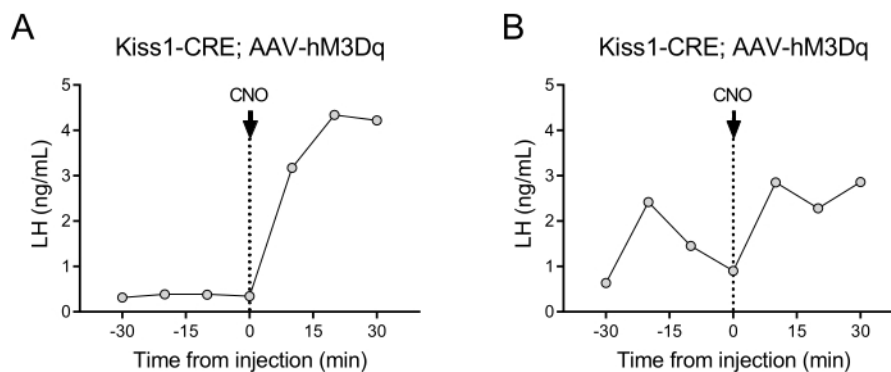 A
Kiss1-CRE; AAV-hM3Dq
CNO
5
4
3
2
1
0
LH (ng/mL)
-30 -15 0 15 30
Time from injection (min)
B
Kiss1-CRE; AAV-hM3Dq
CNO
5
4
3
2
1
0
LH (ng/mL)
-30 -15 0 15 30
Time from injection (min)